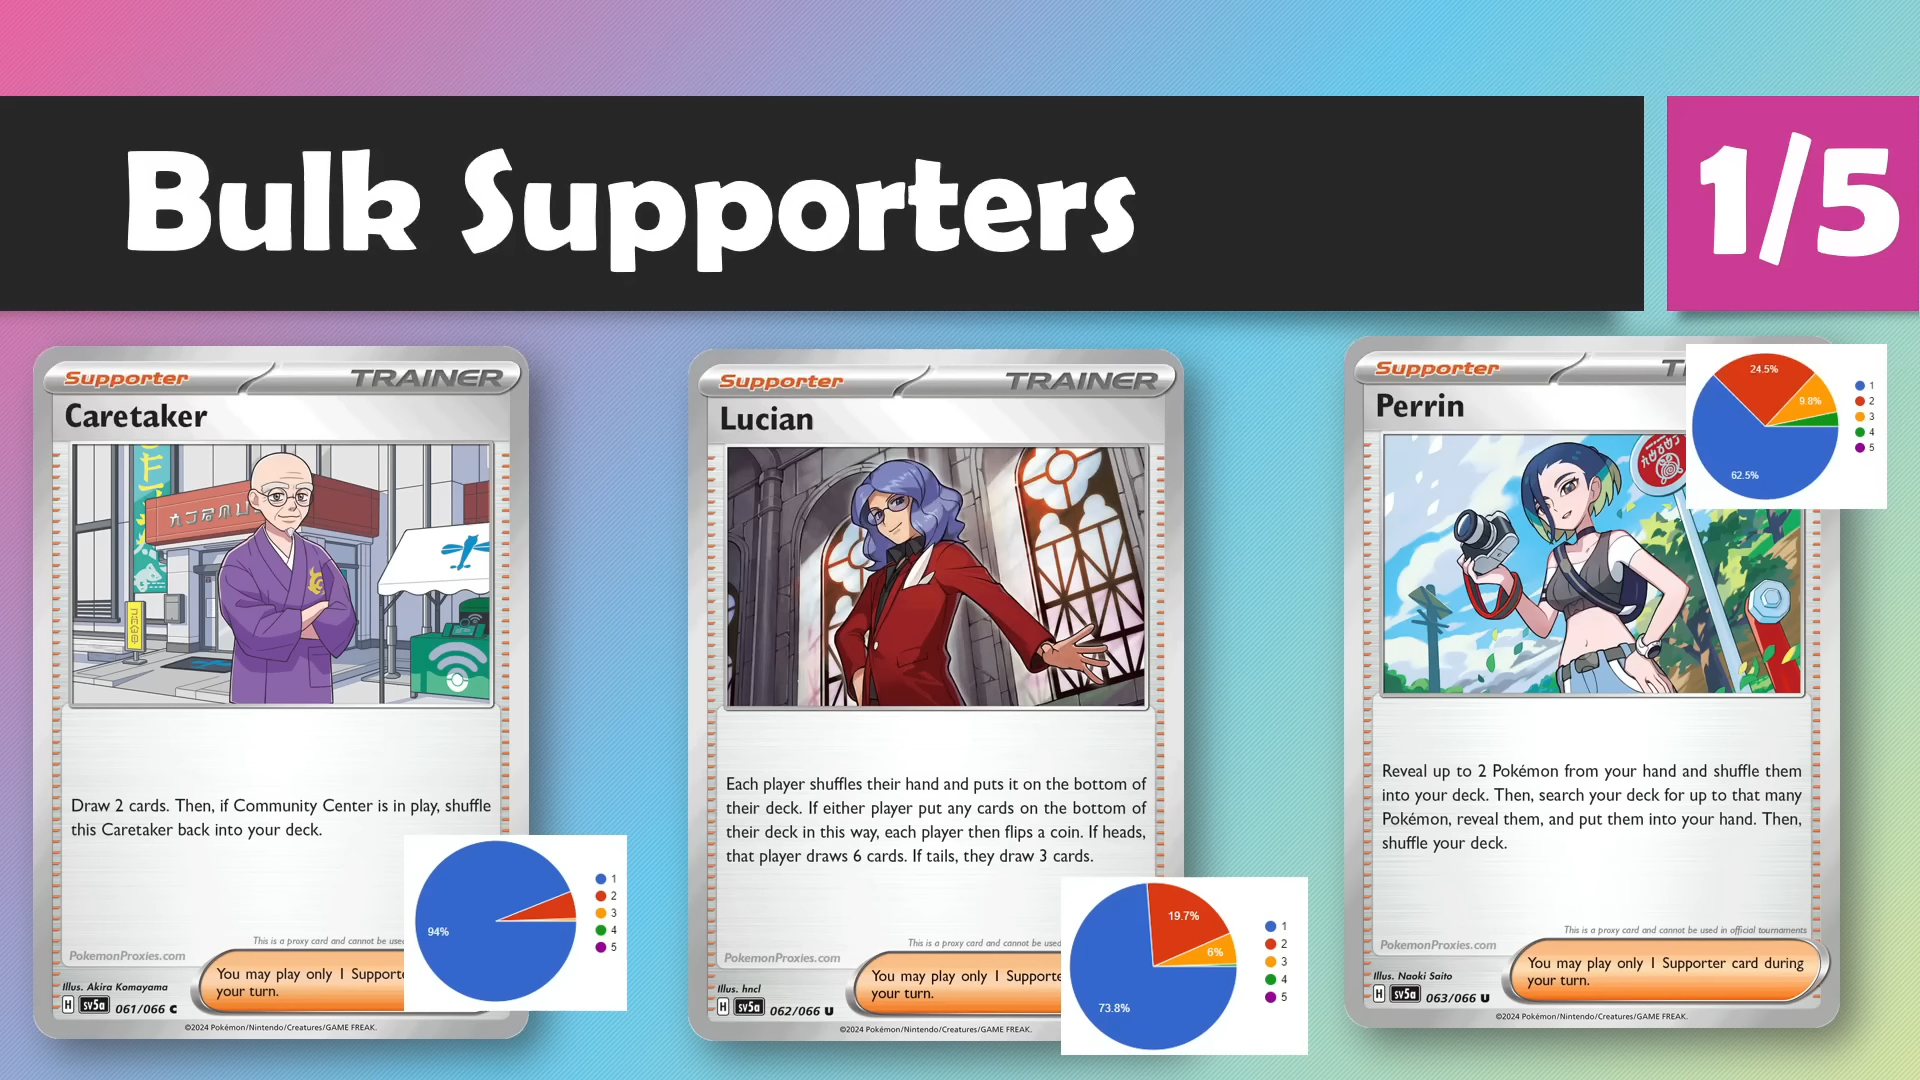 Bulk Supporters
1/5
Supporter
TRAINER
Caretaker
Draw 2 cards. Then, if Community Center is in play, shuffle
this Caretaker back into your deck.
This is a proxy card and cannot be use
PokemonProxies.com
You may play only 1 Supporte
your turn.
Illus. Akira Komayama
H sv5a 061/066 C
©2024 Pokémon/Nintendo/Creatures/GAME FREAK.
94%
1
2
3
4
5
Supporter
TRAINER
Lucian
Each player shuffles their hand and puts it on the bottom of
their deck. If either player put any cards on the bottom of
their deck in this way, each player then flips a coin. If heads,
that player draws 6 cards. If tails, they draw 3 cards.
This is a proxy card and cannot be used
PokemonProxies.com
You may play only 1 Supporte
your turn.
Illus. hncl
H sv5a 062/066 U
©2024 Pokémon/Nintendo/Creatures/GAME FREAK.
19.7%
6%
73.8%
1
2
3
4
5
Supporter
Perrin
24.5%
9.8%
62.5%
1
2
3
4
5
Reveal up to 2 Pokémon from your hand and shuffle them
into your deck. Then, search your deck for up to that many
Pokémon, reveal them, and put them into your hand. Then,
shuffle your deck.
This is a proxy card and cannot be used in official tournaments
PokemonProxies.com
You may play only 1 Supporter card during
your turn.
Illus. Naoki Saito
H sv5a 063/066 U
©2024 Pokémon/Nintendo/Creatures/GAME FREAK.